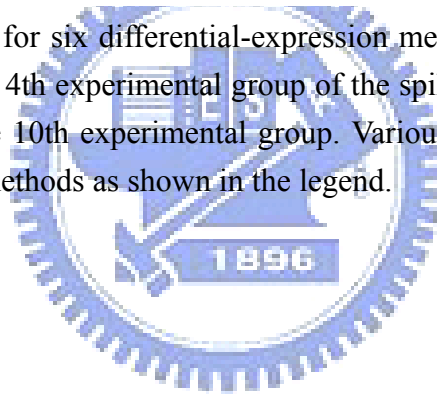 for six differential-expression me
4th experimental group of the spi
10th experimental group. Variou
nethods as shown in the legend.
E S
1896